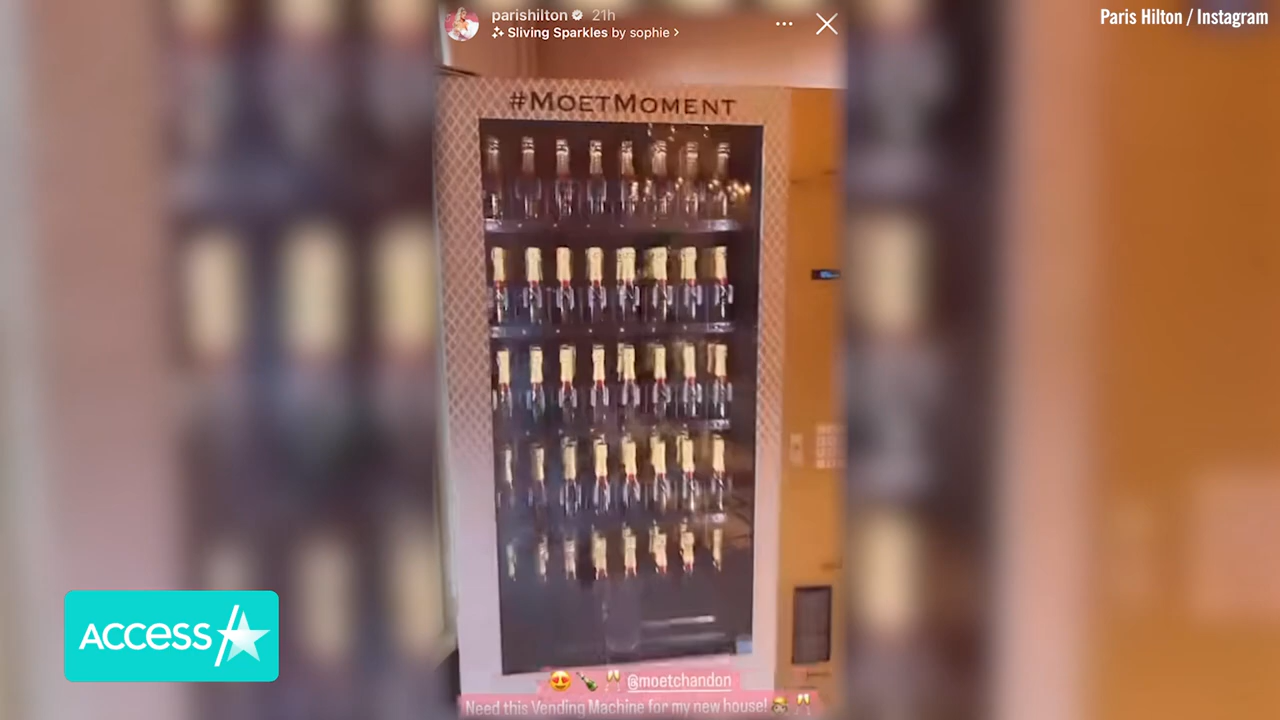 parishilton 21h
Sliving Sparkles by sophie >
Paris Hilton / Instagram
#MOETMOMENT
ACCESS
@moetchandon
Need this Vending Machine for my new house!